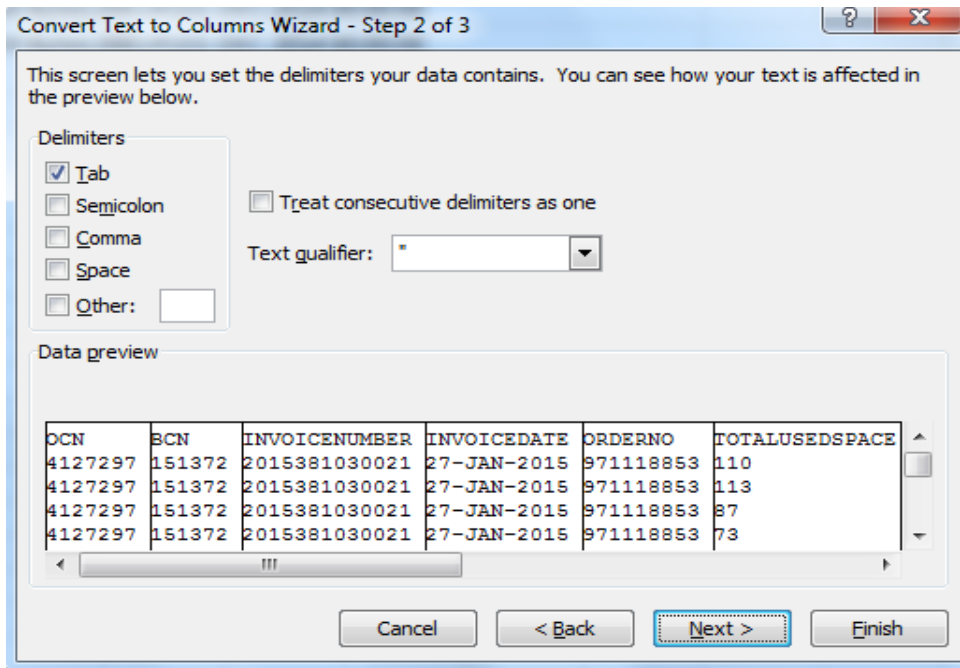 Convert Text to Columns Wizard - Step 2 of 3
This screen lets you set the delimiters your data contains.  You can see how your text is affected in
the preview below.
Delimiters
Tab
Semicolon
Comma
Space
Other:
Treat consecutive delimiters as one
Text qualifier: "
Data preview
OCN BCN INVOICENUMBER INVOICEDATE ORDERNO TOTALUSEDSPACE
4127297 151372 2015381030021 27-JAN-2015 971118853 110
4127297 151372 2015381030021 27-JAN-2015 971118853 113
4127297 151372 2015381030021 27-JAN-2015 971118853 87
4127297 151372 2015381030021 27-JAN-2015 971118853 73
Cancel < Back Next > Finish